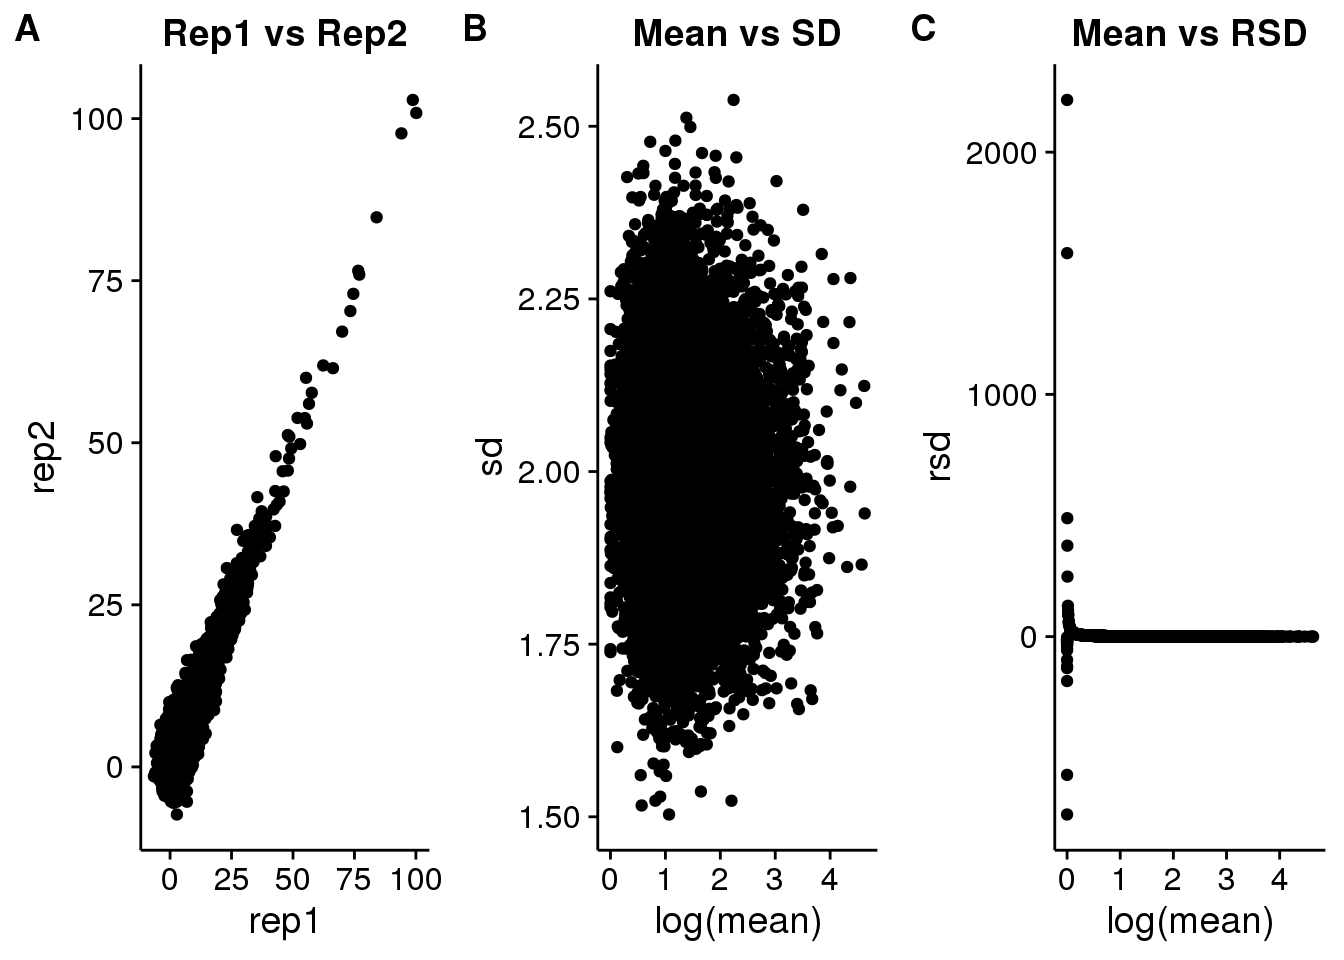 A
Rep1 vs Rep2
100
75
50
25
0
rep2
0 25 50 75 100
rep1
B
Mean vs SD
2.50
2.25
2.00
1.75
1.50
sd
0 1 2 3 4
log(mean)
C
Mean vs RSD
2000
1000
0
rsd
0 1 2 3 4
log(mean)